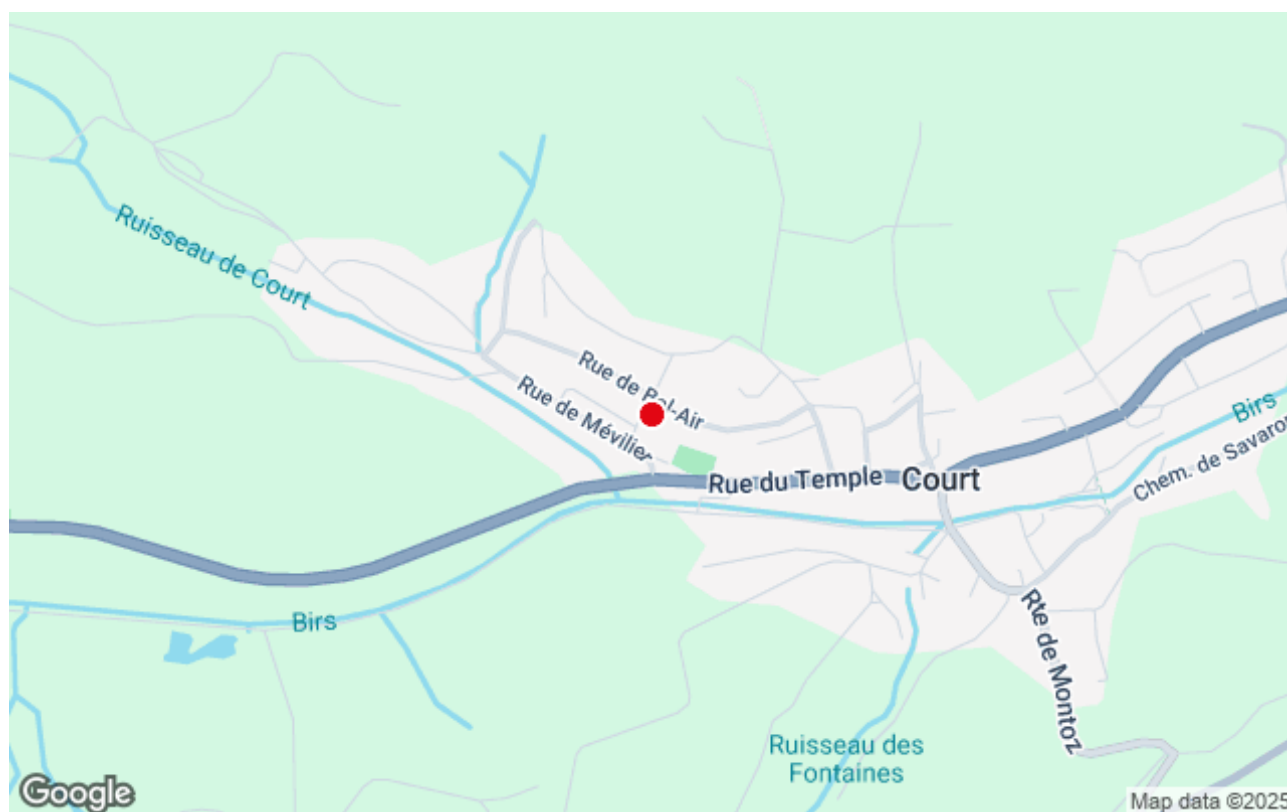 Ruisseau de Court
Rue de Bel-Air
Rue de Mévilier
Rue du Temple
Court
Birs
Chem. de Savaron
Birs
Rte de Montoz
Ruisseau des
Fontaines
Google
Map data ©2025